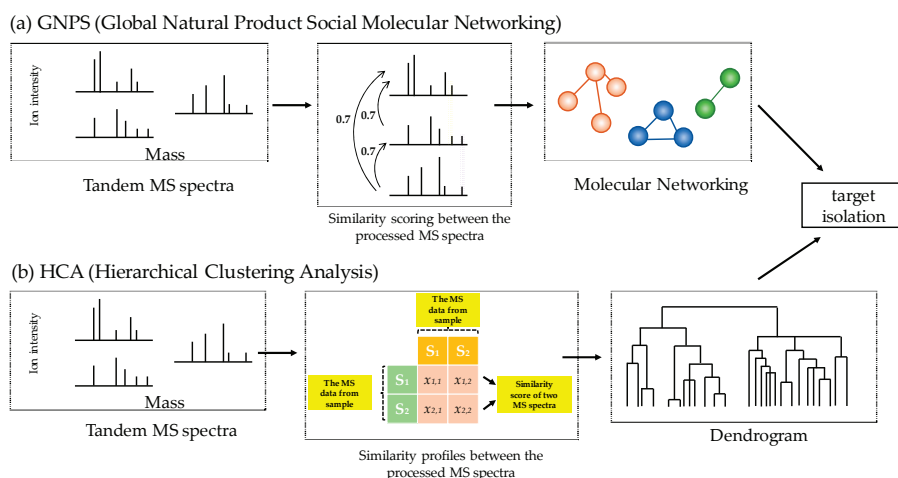 (a) GNPS (Global Natural Product Social Molecular Networking)
Ion intensity
Mass
Tandem MS spectra
0.7
0.7
0.7
Similarity scoring between the
processed MS spectra
Molecular Networking
target
isolation
(b) HCA (Hierarchical Clustering Analysis)
Ion intensity
Mass
Tandem MS spectra
The MS
data from
sample
S1 S2
The MS
data from
sample
S1 x1,1 x1,2
S2 x2,1 x2,2
Similarity
score of two
MS spectra
Similarity profiles between the
processed MS spectra
Dendrogram